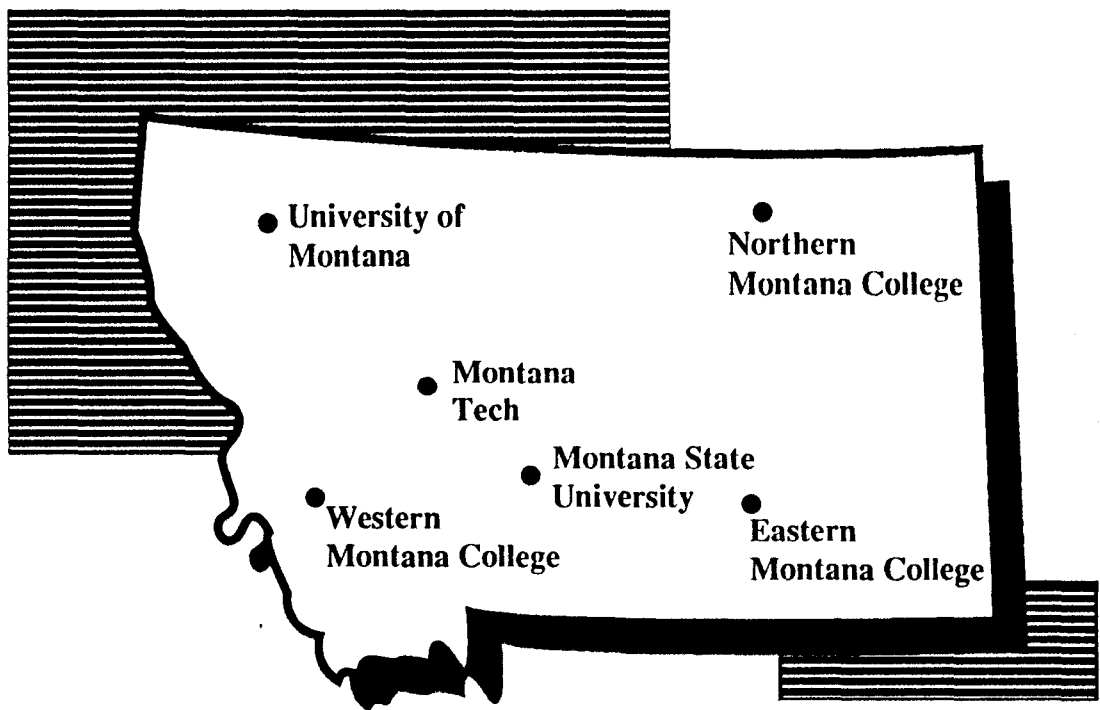 University of
Montana
Northern
Montana College
Montana
Tech
Montana State
University
Western
Montana College
Eastern
Montana College